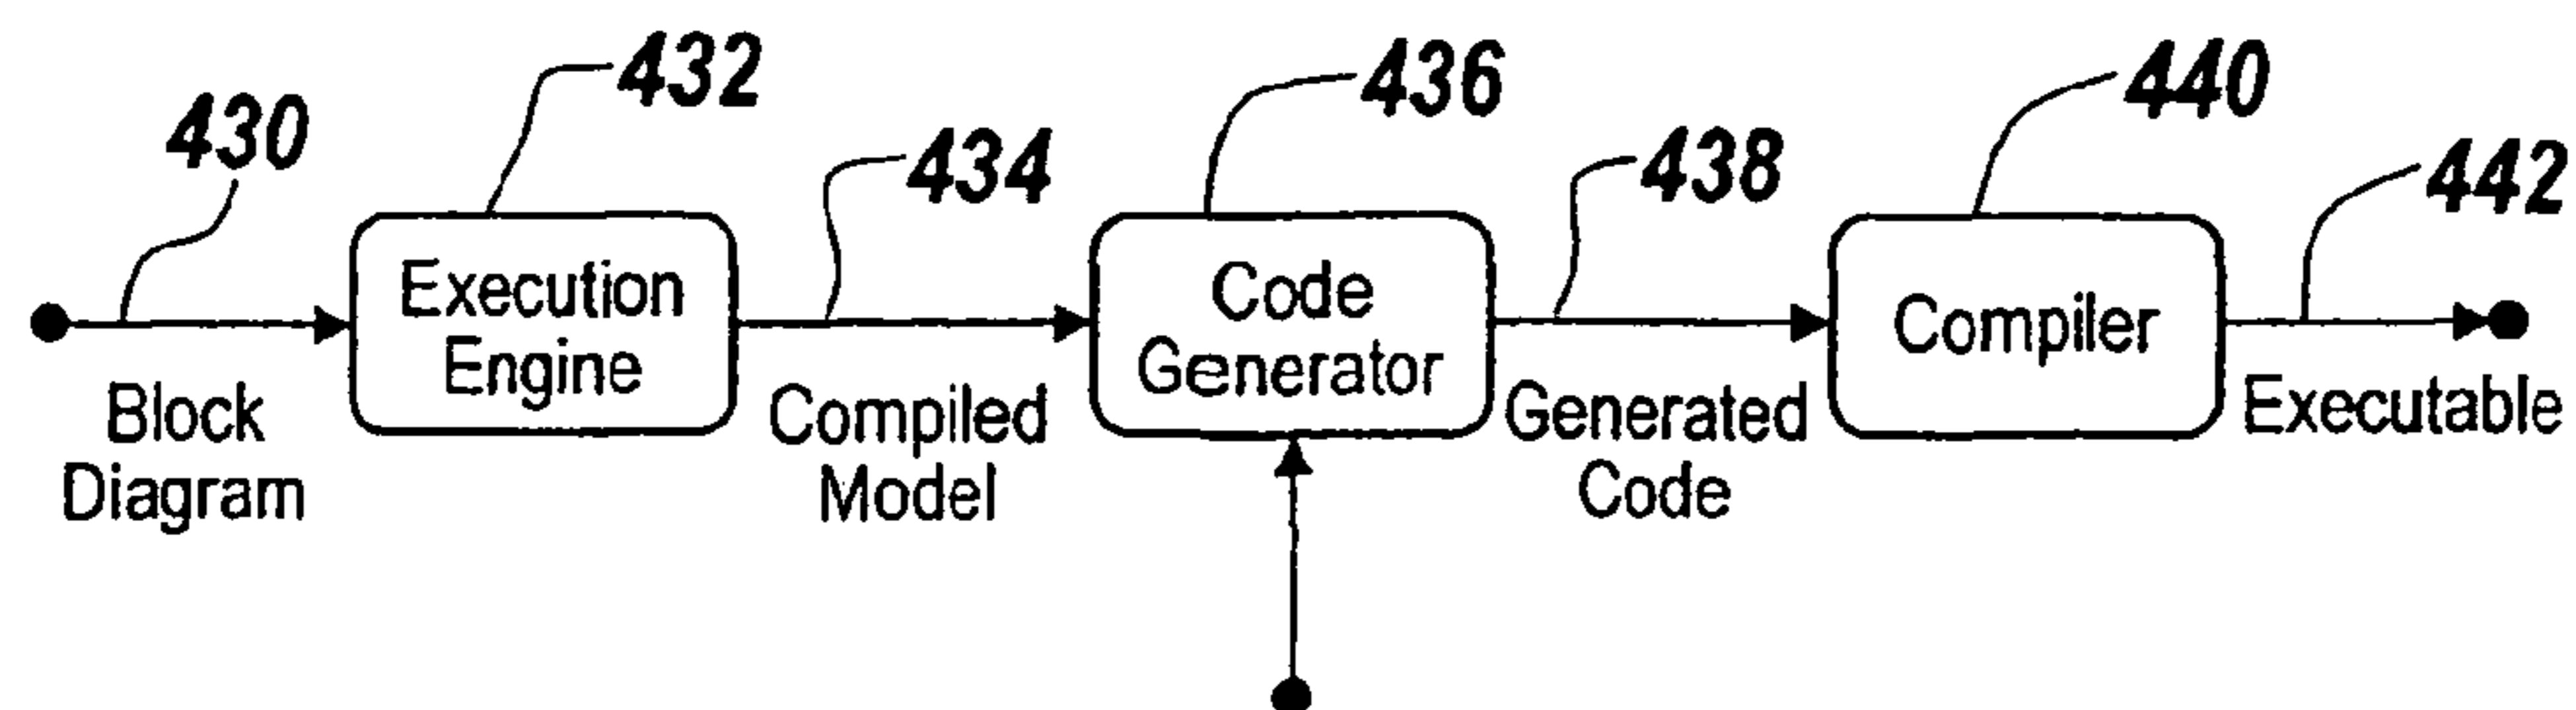 430
432
434
436
438
440
442
Block
Diagram
Execution
Engine
Compiled
Model
Code
Generator
Generated
Code
Compiler
Executable